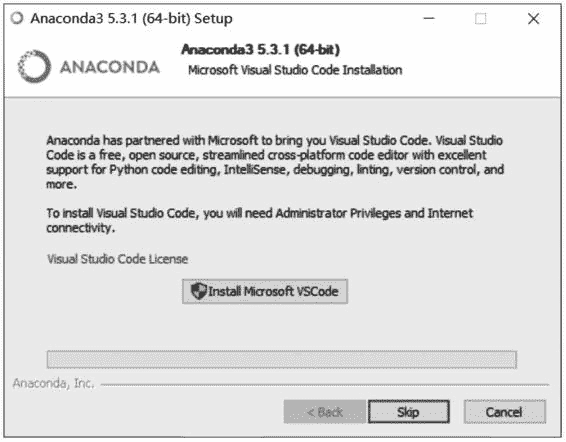 Anaconda3 5.3.1 (64-bit) Setup
Anaconda3 5.3.1 (64-bit)
ANACONDA
Microsoft Visual Studio Code Installation
Anaconda has partnered with Microsoft to bring you Visual Studio Code. Visual Studio
Code is a free, open source, streamlined cross-platform code editor with excellent
support for Python code editing, IntelliSense, debugging, linting, version control, and
more.
To install Visual Studio Code, you will need Administrator Privileges and Internet
connectivity.
Visual Studio Code License
Install Microsoft VSCode
Anaconda, Inc.
< Back
Skip
Cancel